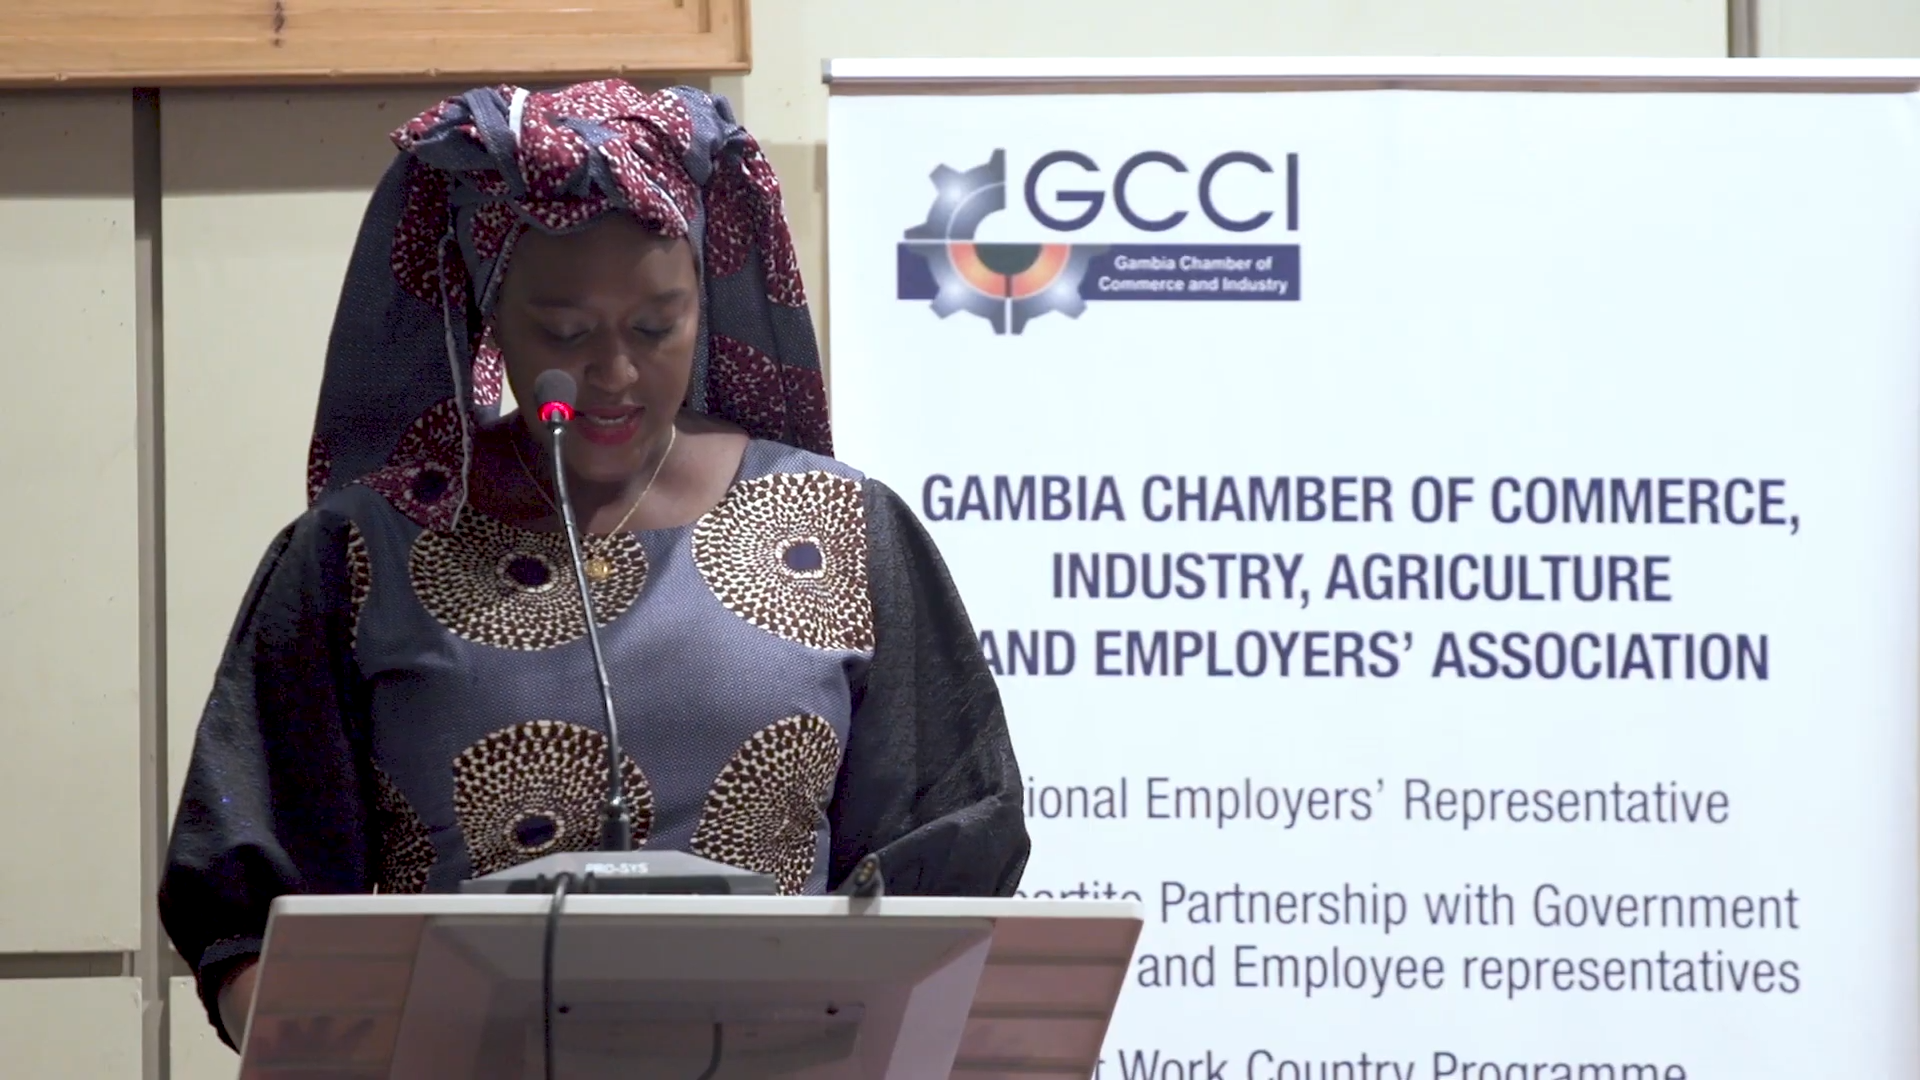 GCCI
Gambia Chamber of
Commerce and Industry
GAMBIA CHAMBER OF COMMERCE,
INDUSTRY, AGRICULTURE
AND EMPLOYERS' ASSOCIATION
Employers' Representative
Partnership with Government
and Employee representatives
Work Country Programme
PRO-SYS